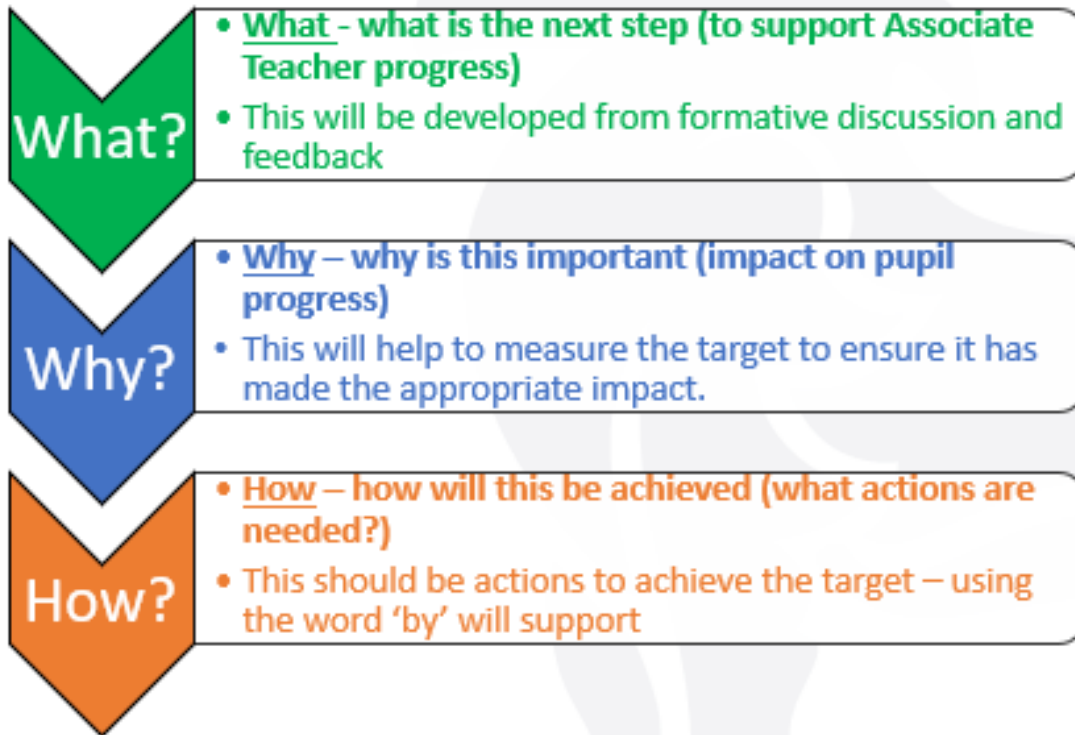 What?
• What - what is the next step (to support Associate
Teacher progress)
• This will be developed from formative discussion and
feedback
Why?
• Why – why is this important (impact on pupil
progress)
• This will help to measure the target to ensure it has
made the appropriate impact.
How?
• How – how will this be achieved (what actions are
needed?)
• This should be actions to achieve the target – using
the word ‘by’ will support